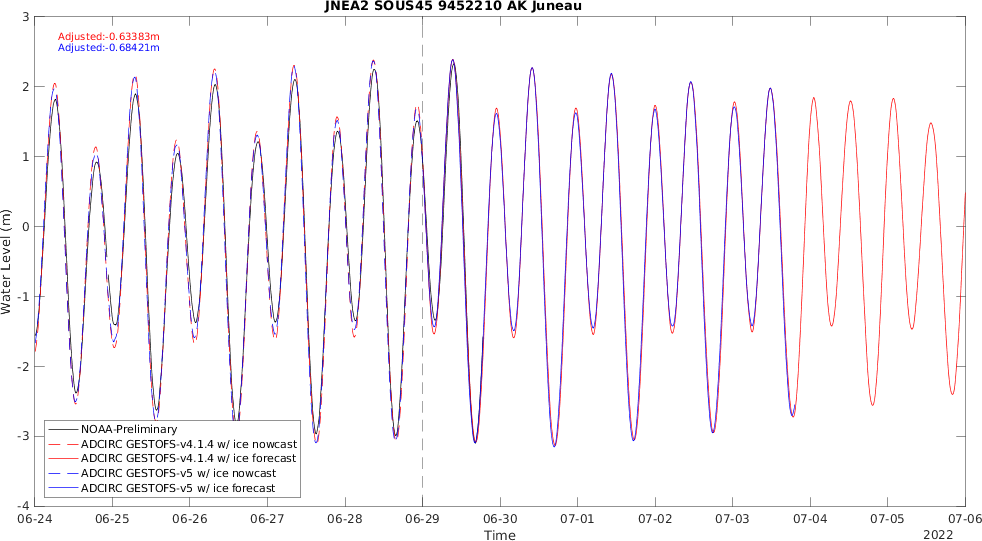 JNEA2 SOUS45 9452210 AK Juneau
Adjusted:-0.63383m
Adjusted:-0.68421m
3
2
1
0
-1
-2
-3
-4
Water Level (m)
NOAA-Preliminary
ADCIRC GESTOFS-v4.1.4 w/ ice nowcast
ADCIRC GESTOFS-v4.1.4 w/ ice forecast
ADCIRC GESTOFS-v5 w/ ice nowcast
ADCIRC GESTOFS-v5 w/ ice forecast
06-24 06-25 06-26 06-27 06-28 06-29 06-30 07-01 07-02 07-03 07-04 07-05 07-06
Time
2022